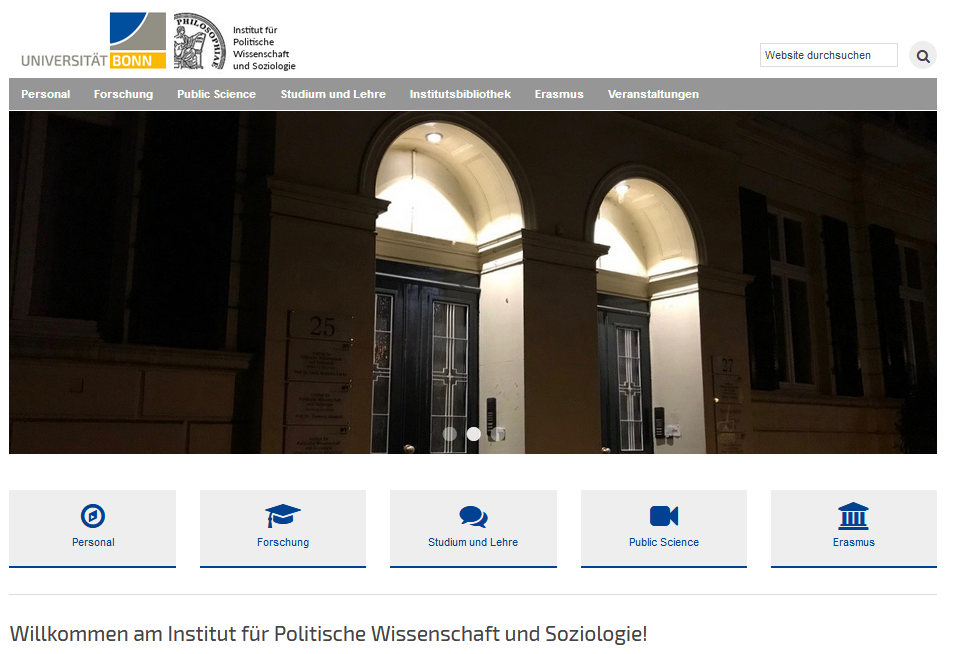 UNIVERSITÄT BONN
PHILOSOPHIAE
Institut für
Politische
Wissenschaft
und Soziologie
Website durchsuchen
Personal Forschung Public Science Studium und Lehre Institutsbibliothek Erasmus Veranstaltungen
25
27
Personal Forschung Studium und Lehre Public Science Erasmus
Willkommen am Institut für Politische Wissenschaft und Soziologie!